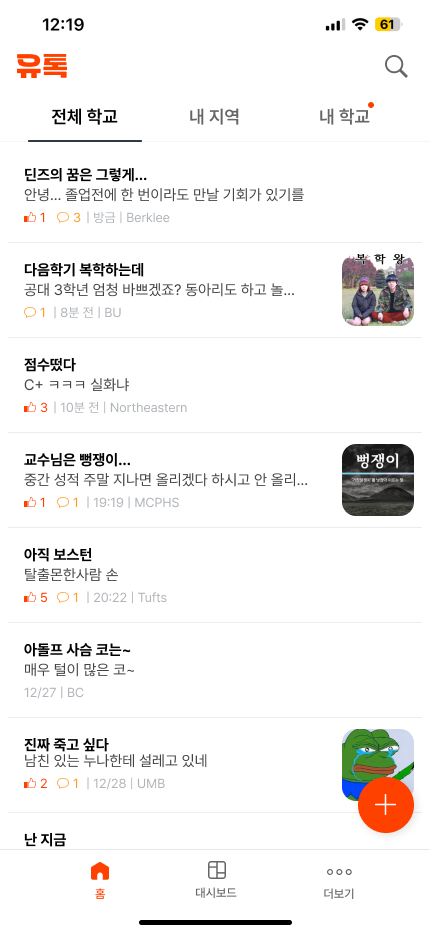 12:19
61
유톡
전체 학교
내 지역
내 학교
딘즈의 꿈은 그렇게...
안녕... 졸업전에 한 번이라도 만날 기회가 있기를
1 3 | 방금 | Berklee
다음학기 복학하는데
공대 3학년 엄청 바쁘겠죠? 동아리도 하고 놀...
1 | 8분 전 | BU
복 학 왕
점수떴다
C+ ㅋㅋㅋ 실화냐
3 | 10분 전 | Northeastern
교수님은 뻥쟁이...
중간 성적 주말 지나면 올리겠다 하시고 안 올리...
1 1 | 19:19 | MCPHS
뻥쟁이
아직 보스턴
탈출몬한사람 손
5 1 | 20:22 | Tufts
아돌프 사슴 코는~
매우 털이 많은 코~
12/27 | BC
진짜 죽고 싶다
남친 있는 누나한테 설레고 있네
2 1 | 12/28 | UMB
난 지금
홈
대시보드
더보기